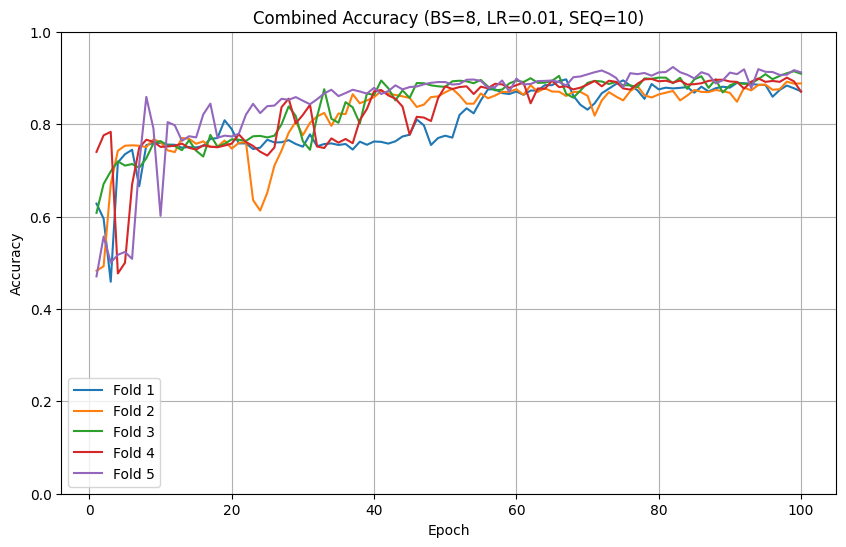 Combined Accuracy (BS=8, LR=0.01, SEQ=10)
1.0
0.8
0.6
0.4
0.2
0.0
Accuracy
Fold 1
Fold 2
Fold 3
Fold 4
Fold 5
0 20 40 60 80 100
Epoch